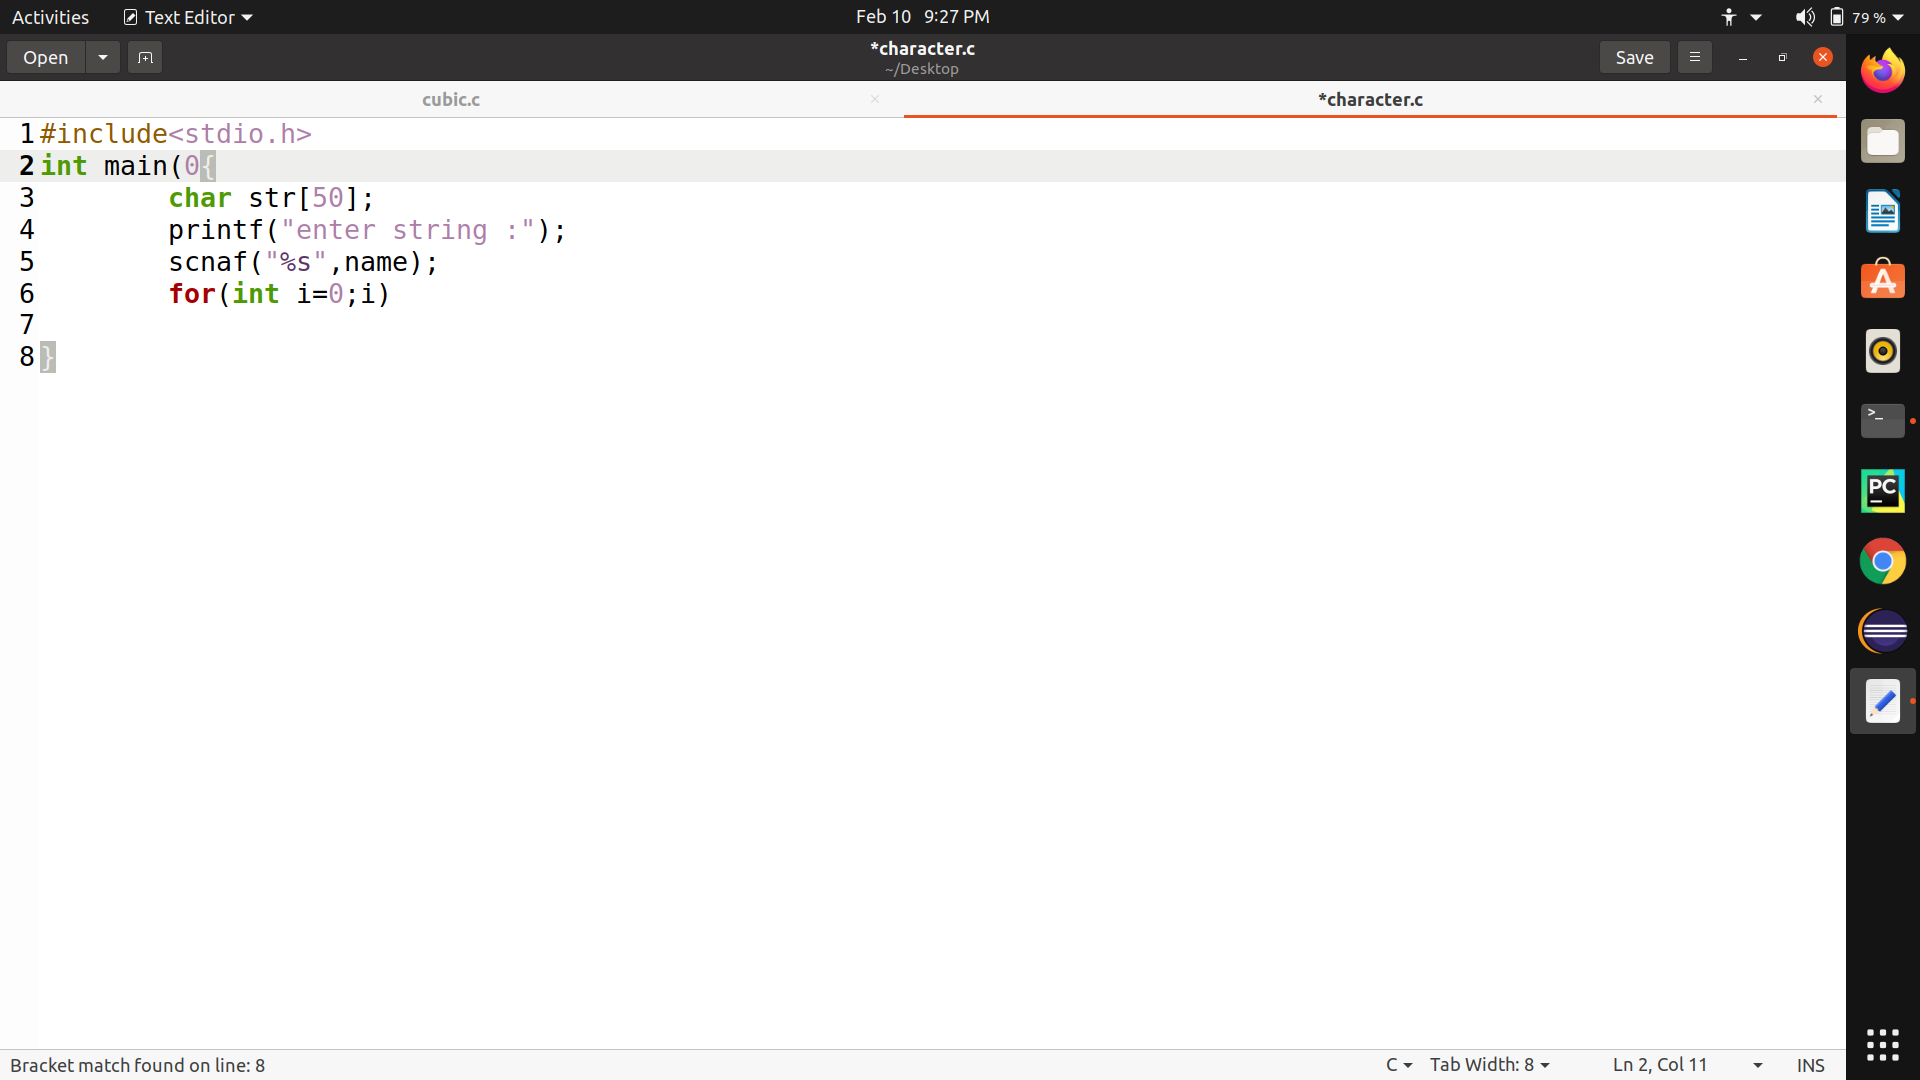 Activities Text Editor Feb 10 9:27 PM 79 %
Open *character.c Save
~/Desktop
cubic.c *character.c
1 #include<stdio.h>
2 int main(0{
3 char str[50];
4 printf("enter string :");
5 scnaf("%s",name);
6 for(int i=0;i)
7
8 }
>_
PC
Bracket match found on line: 8 C Tab Width: 8 Ln 2, Col 11 INS